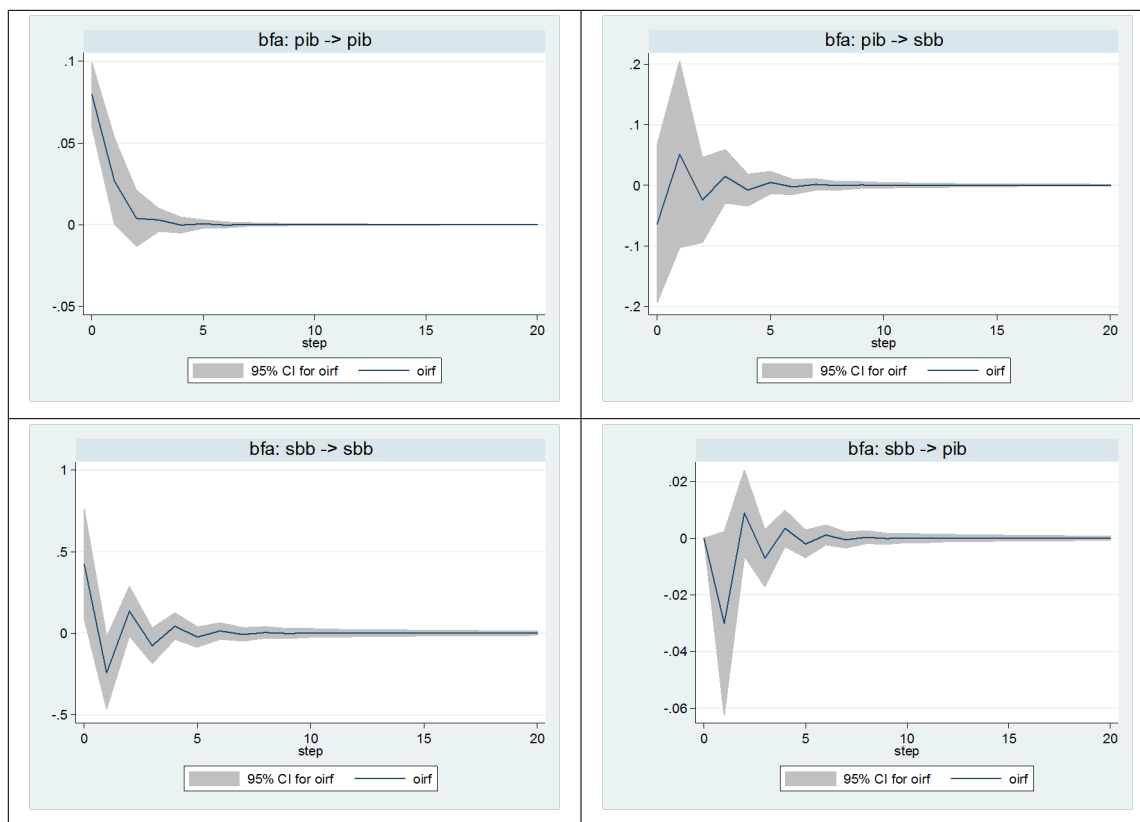 bfa: pib -> pib
.1
.05
0
-.05
0 5 10 15 20
step
95% CI for oirf oirf
bfa: pib -> sbb
.2
.1
0
-.1
-.2
0 5 10 15 20
step
95% CI for oirf oirf
bfa: sbb -> sbb
1
.5
0
-.5
0 5 10 15 20
step
95% CI for oirf oirf
bfa: sbb -> pib
.02
0
-.02
-.04
-.06
0 5 10 15 20
step
95% CI for oirf oirf